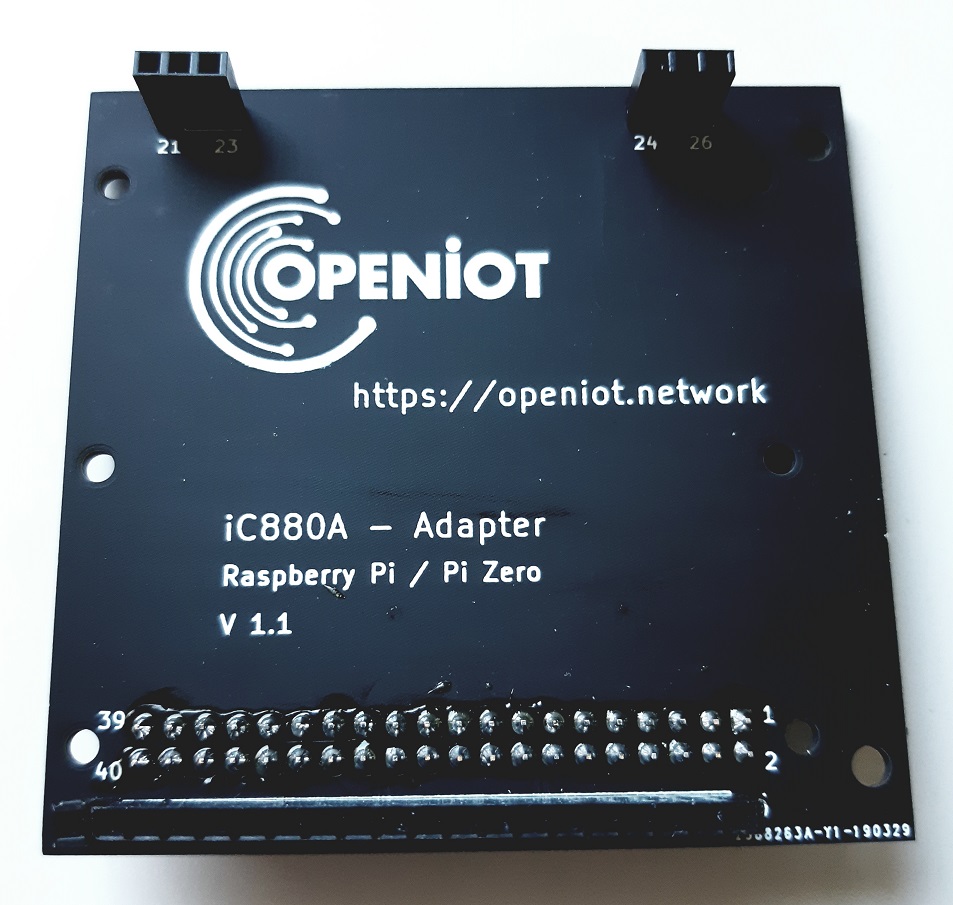 21 23 24 26
OPENiOT
https://openiot.network
iC880A - Adapter
Raspberry Pi / Pi Zero
V 1.1
39 1
40 2